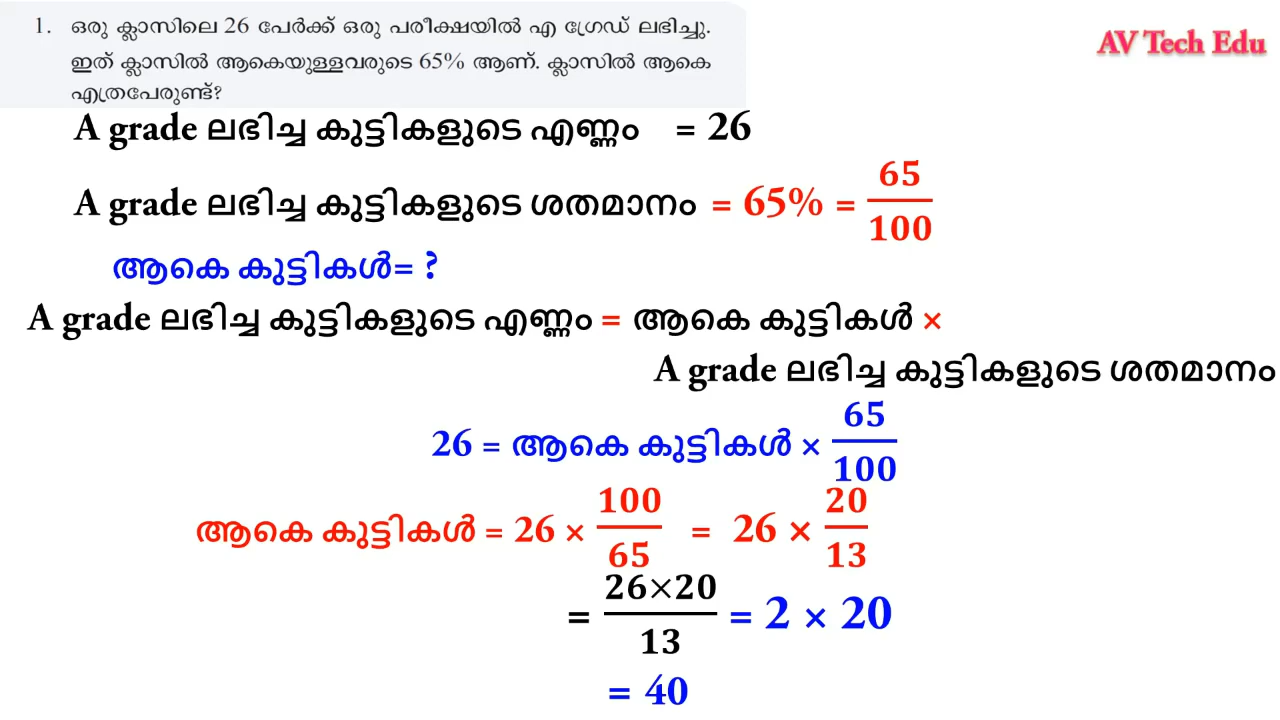 1. ഒരു ക്ലാസിലെ 26 പേർക്ക് ഒരു പരീക്ഷയിൽ എ ഗ്രേഡ് ലഭിച്ചു.
AV Tech Edu
ഇത് ക്ലാസിൽ ആകെയുള്ളവരുടെ 65% ആണ്. ക്ലാസിൽ ആകെ
എത്രപേരുണ്ട്?
A grade ലഭിച്ച കുട്ടികളുടെ എണ്ണം = 26
A grade ലഭിച്ച കുട്ടികളുടെ ശതമാനം = 65% = 65/100
ആകെ കുട്ടികൾ= ?
A grade ലഭിച്ച കുട്ടികളുടെ എണ്ണം = ആകെ കുട്ടികൾ ×
A grade ലഭിച്ച കുട്ടികളുടെ ശതമാനം
26 = ആകെ കുട്ടികൾ × 65/100
ആകെ കുട്ടികൾ = 26 × 100/65 = 26 × 20/13
= 26×20/13 = 2 × 20
= 40